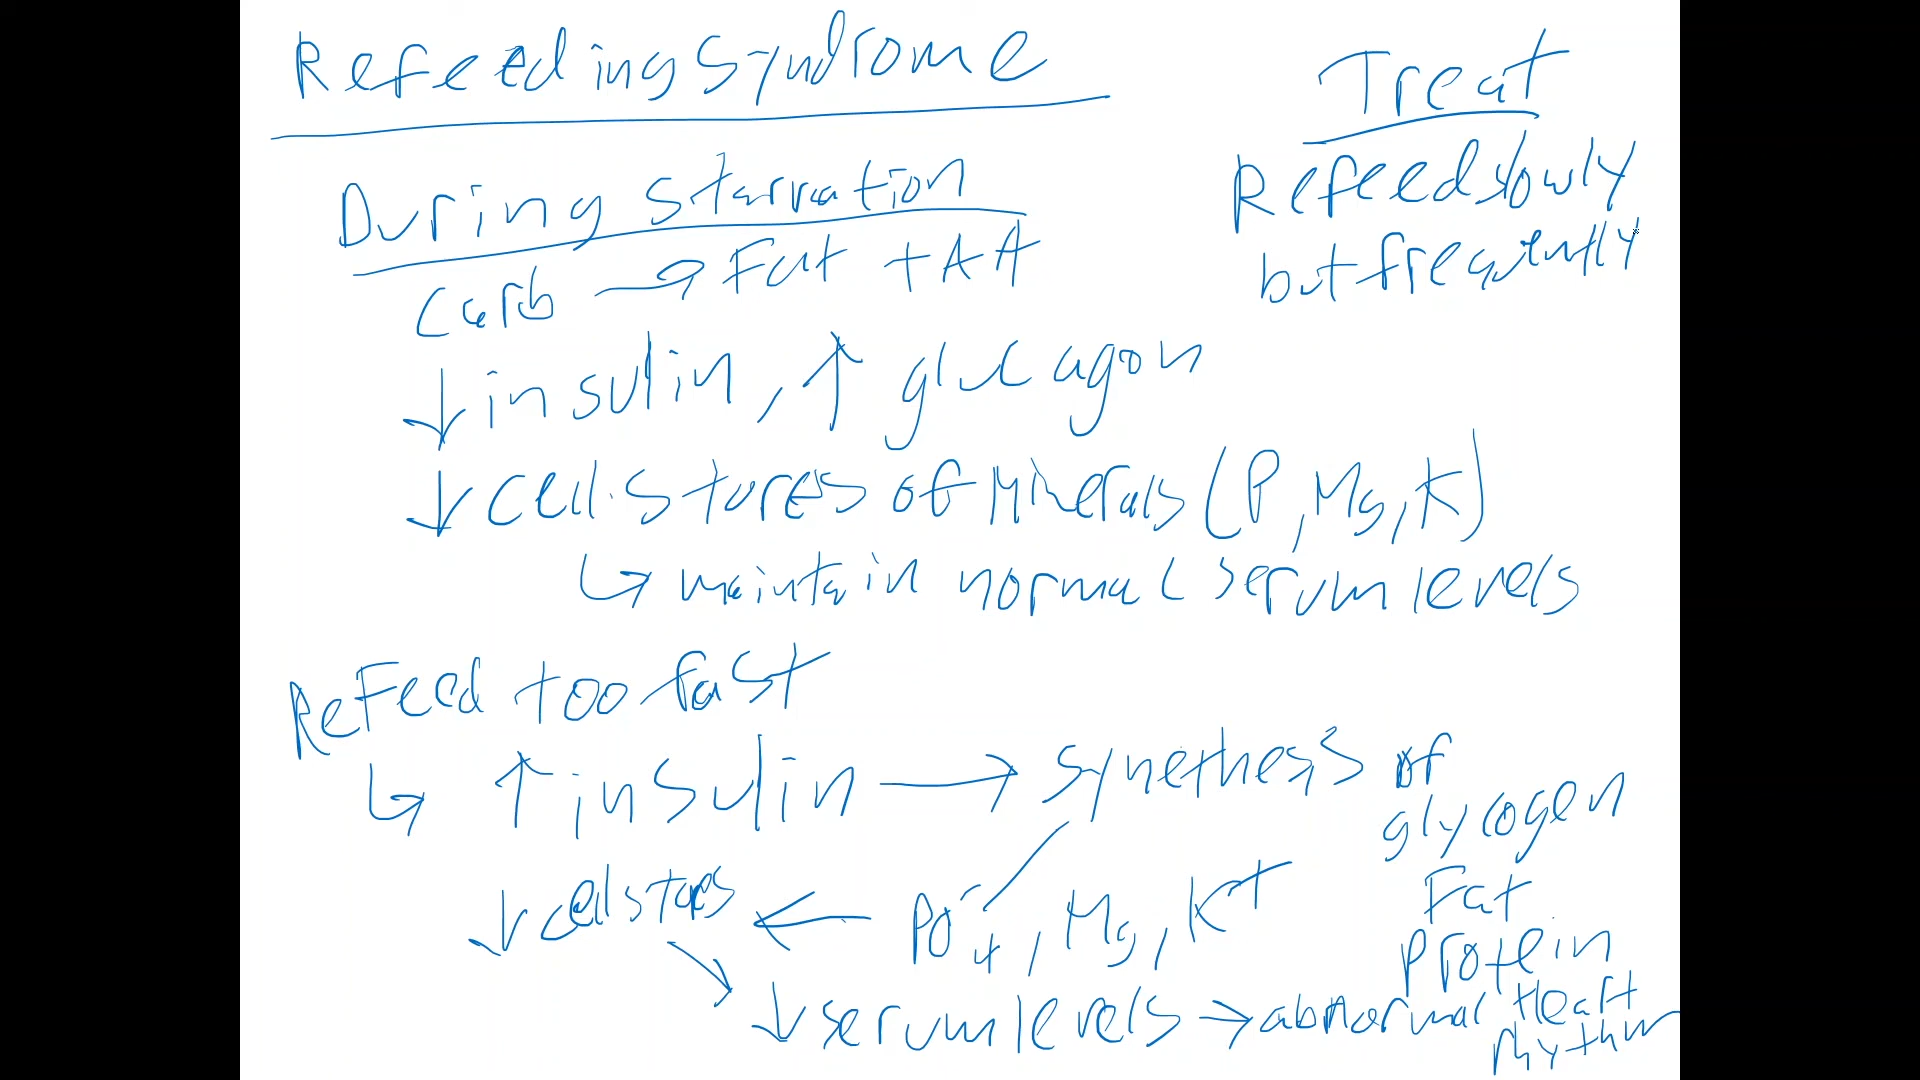 Refeeding Syndrome
During starvation
Carb → Fat + AA
↓ insulin, ↑ glucagon
↓ cell stores of Minerals (P, Mg, K)
↳ maintain normal serum levels
ReFeed too fast
↳ ↑ insulin → synethesis of
glycogen
Fat
Protein
↓ cell stores ← PO4-, Mg, K+
↓ serum levels → abnormal Heart
rhythm
Treat
Refeed slowly
but frequently